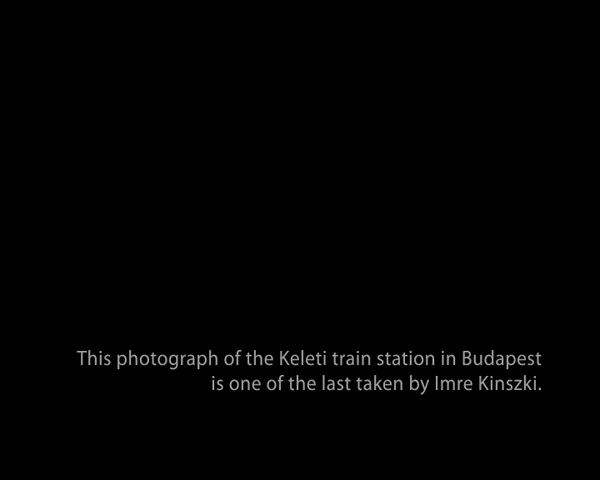 This photograph of the Keleti train station in Budapest
is one of the last taken by Imre Kinszki.